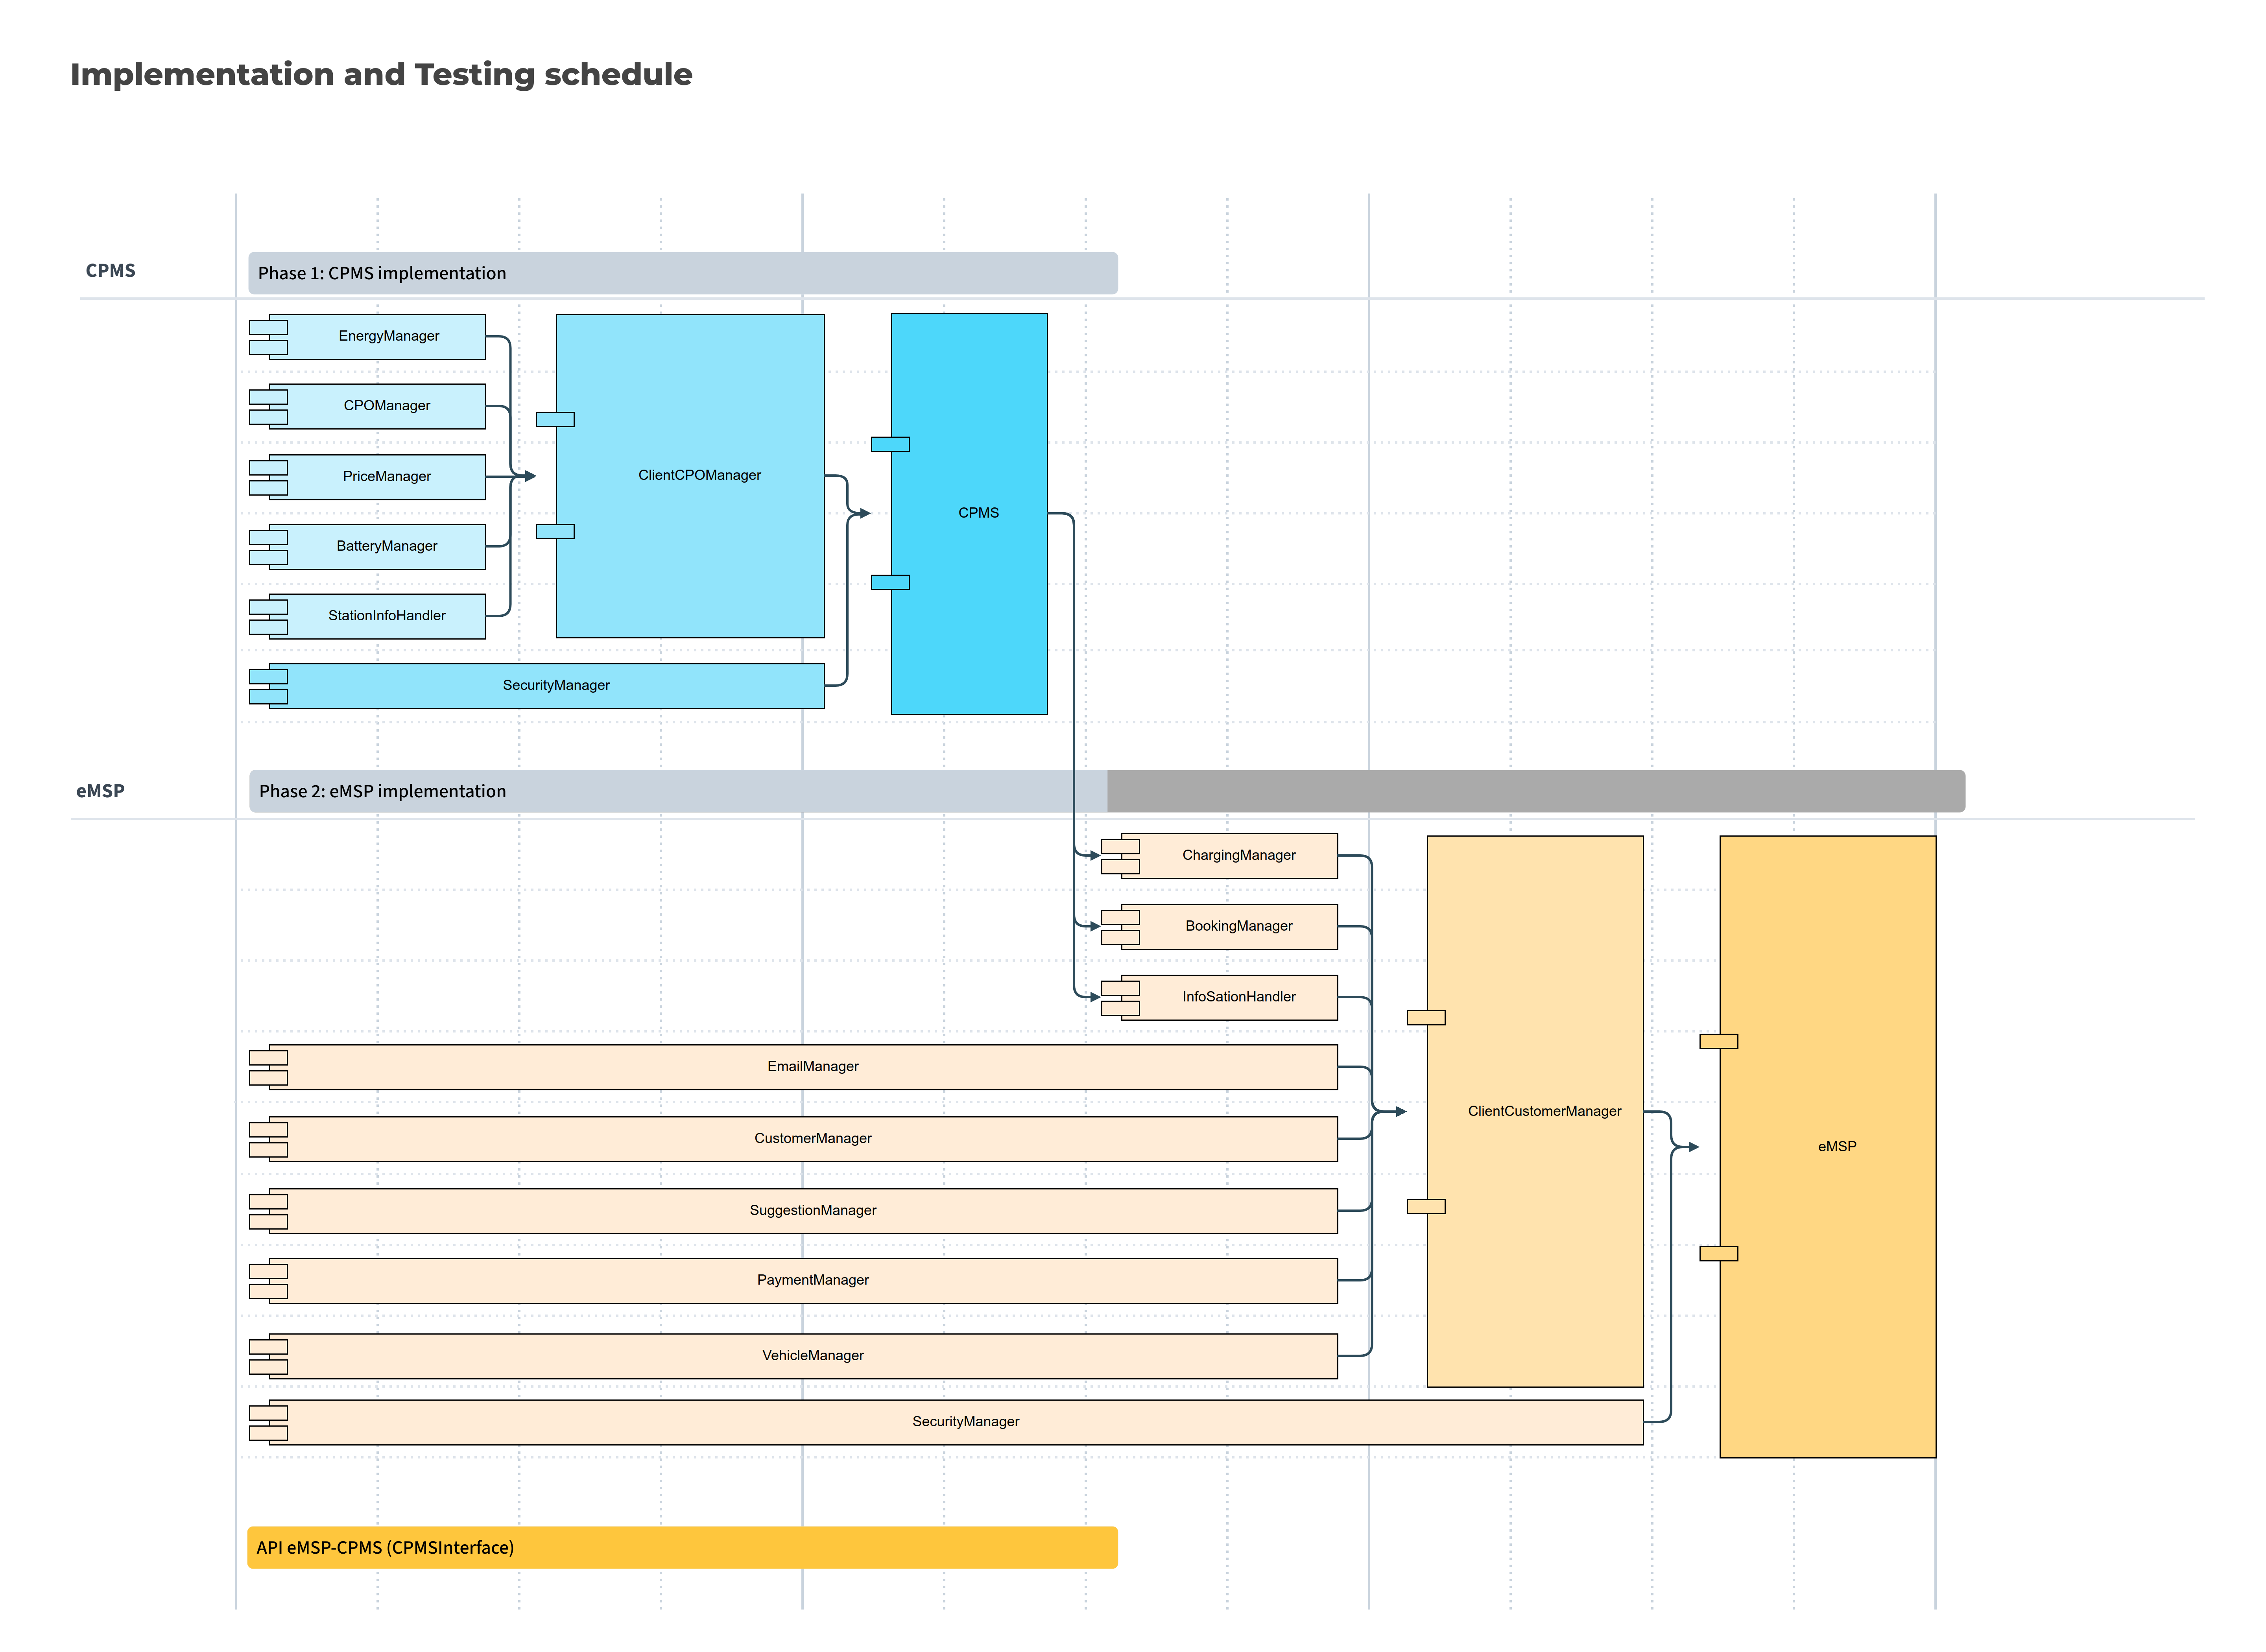 Implementation and Testing schedule
CPMS
Phase 1: CPMS implementation
EnergyManager
CPOManager
PriceManager
BatteryManager
StationInfoHandler
SecurityManager
ClientCPOManager
CPMS
eMSP
Phase 2: eMSP implementation
ChargingManager
BookingManager
InfoSationHandler
EmailManager
CustomerManager
SuggestionManager
PaymentManager
VehicleManager
SecurityManager
ClientCustomerManager
eMSP
API eMSP-CPMS (CPMSInterface)